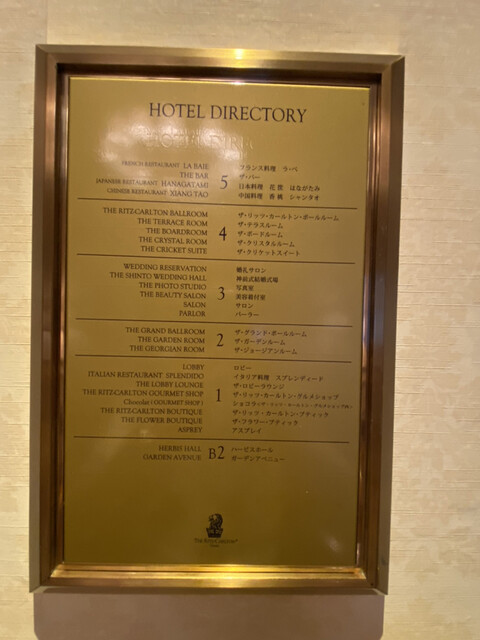 HOTEL DIRECTORY
FRENCH RESTAURANT LA BAIE フランス料理 ラ・ベ
THE BAR ザ・バー
5
JAPANESE RESTAURANT HANAGATAMI 日本料理 花筐 はながたみ
CHINESE RESTAURANT XIANG TAO 中国料理 香桃 シャンタオ
THE RITZ-CARLTON BALLROOM ザ・リッツ・カールトン・ボールルーム
THE TERRACE ROOM ザ・テラスルーム
THE BOARDROOM 4 ザ・ボードルーム
THE CRYSTAL ROOM ザ・クリスタルルーム
THE CRICKET SUITE ザ・クリケットスイート
WEDDING RESERVATION 婚礼サロン
THE SHINTO WEDDING HALL 神前式結婚式場
THE PHOTO STUDIO 写真室
3
THE BEAUTY SALON 美容着付室
SALON サロン
PARLOR パーラー
THE GRAND BALLROOM ザ・グランド・ボールルーム
THE GARDEN ROOM 2 ザ・ガーデンルーム
THE GEORGIAN ROOM ザ・ジョージアンルーム
LOBBY ロビー
ITALIAN RESTAURANT SPLENDIDO イタリア料理 スプレンディード
THE LOBBY LOUNGE ザ・ロビーラウンジ
THE RITZ-CARLTON GOURMET SHOP 1 ザ・リッツ・カールトン・グルメショップ
Chocolat ( GOURMET SHOP ) ショコラ
THE RITZ-CARLTON BOUTIQUE ザ・リッツ・カールトン・ブティック
THE FLOWER BOUTIQUE ザ・フラワー・ブティック
ASPREY アスプレイ
HERBIS HALL ハービスホール
B2
GARDEN AVENUE ガーデンアベニュー
THE RITZ-CARLTON